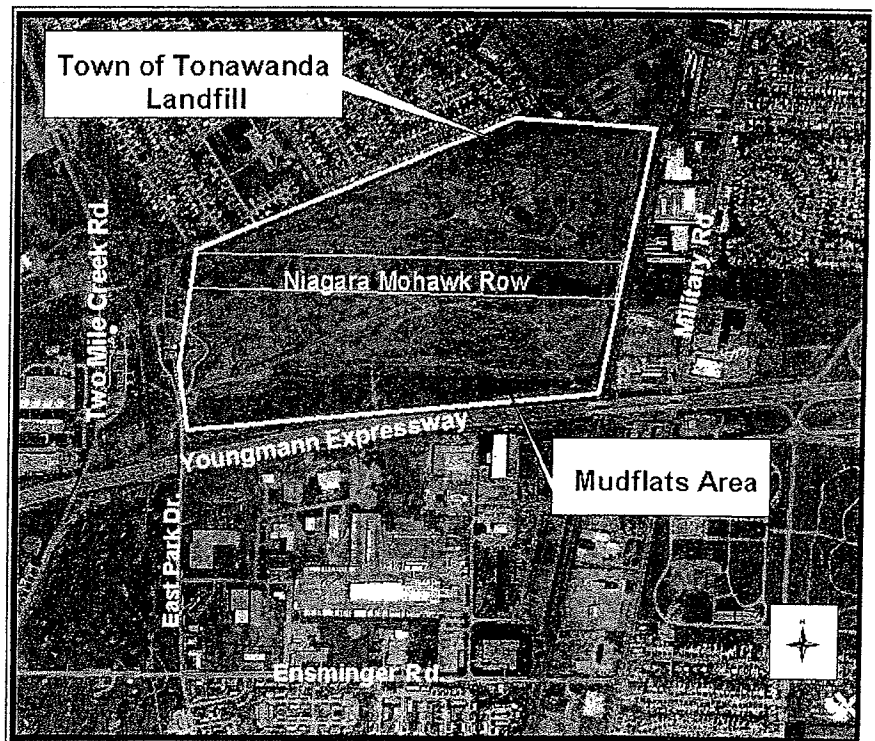 Town of Tonawanda
Landfill
Two Mile Creek Rd.
Niagara Mohawk Row
Military Rd
Youngmann Expressway
Mudflats Area
East Park Dr.
Ensminger Rd.
N